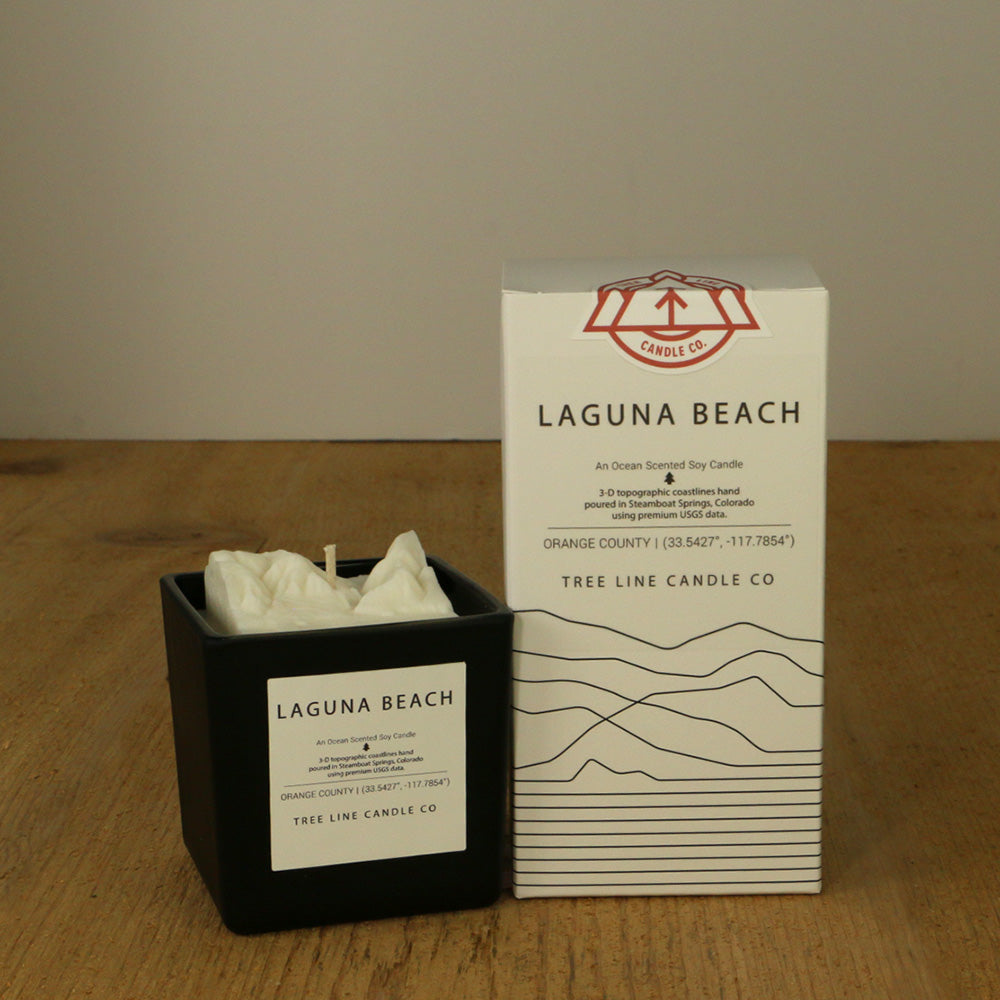 TREE LINE
CANDLE CO.
LAGUNA BEACH
An Ocean Scented Soy Candle
3-D topographic coastlines hand
poured in Steamboat Springs, Colorado
using premium USGS data.
ORANGE COUNTY | (33.5427°, -117.7854°)
TREE LINE CANDLE CO
LAGUNA BEACH
An Ocean Scented Soy Candle
3-D topographic coastlines hand
poured in Steamboat Springs, Colorado
using premium USGS data.
ORANGE COUNTY | (33.5427°, -117.7854°)
TREE LINE CANDLE CO